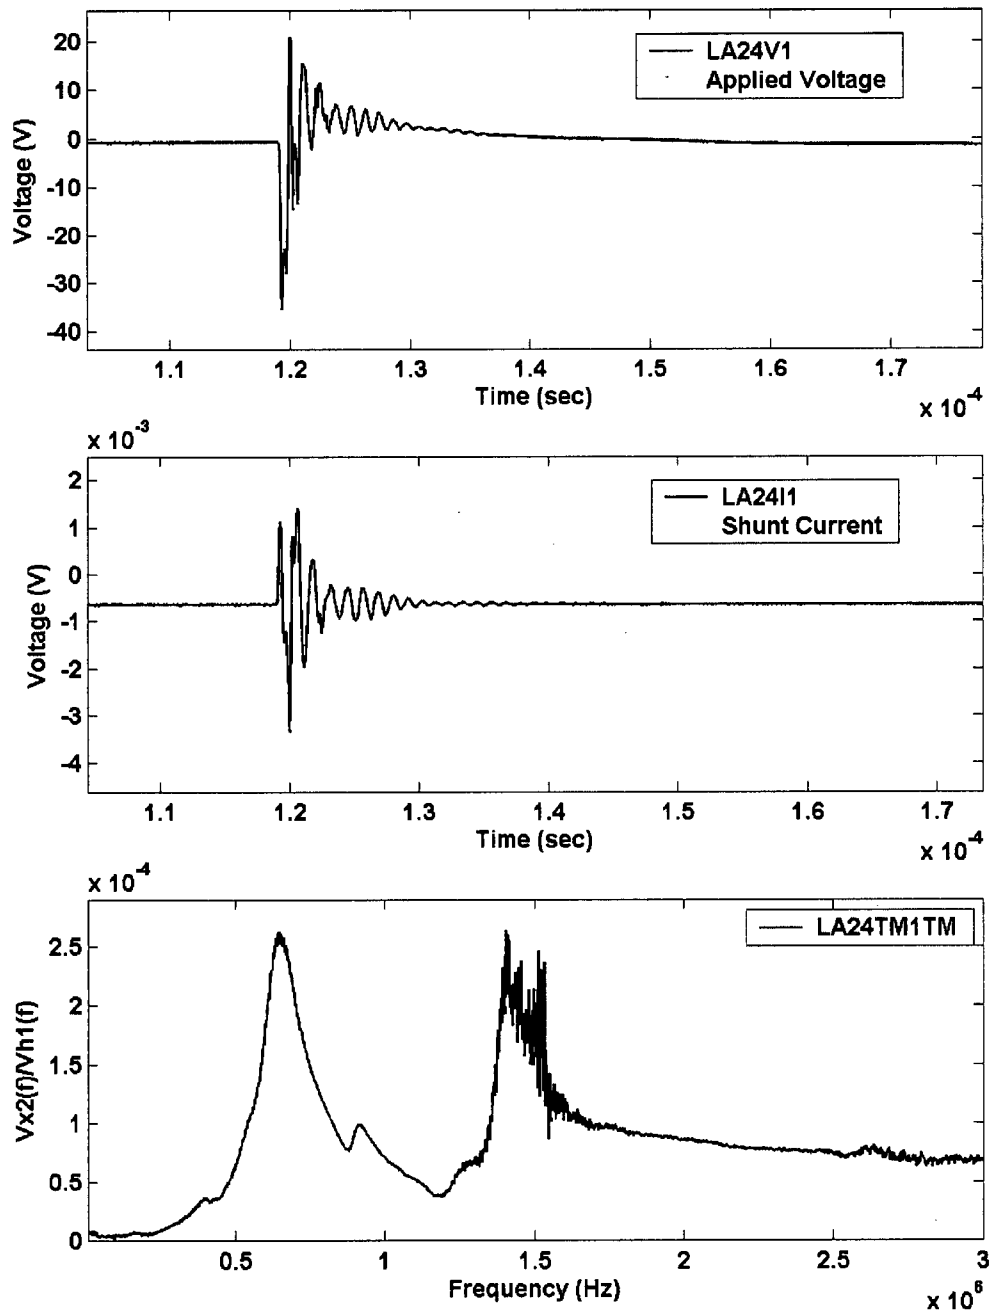 20
10
0
-10
-20
-30
-40
Voltage (V)
LA24V1
Applied Voltage
1.1 1.2 1.3 1.4 1.5 1.6 1.7
Time (sec)
x 10-4
x 10-3
2
1
0
-1
-2
-3
-4
Voltage (V)
LA24I1
Shunt Current
1.1 1.2 1.3 1.4 1.5 1.6 1.7
Time (sec)
x 10-4
x 10-4
2.5
2
1.5
1
0.5
0
Vx2(f)/Vh1(f)
LA24TM1TM
0.5 1 1.5 2 2.5 3
Frequency (Hz)
x 106